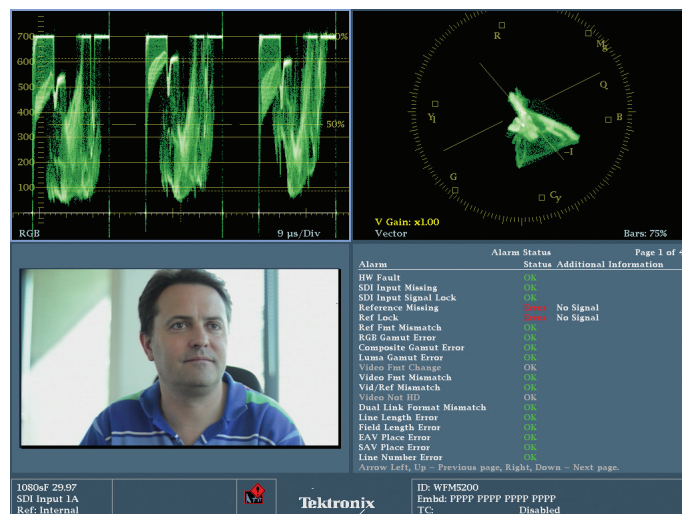 700
600
500
400
300
200
100
50%
RGB
9 µs/Div
R
Mg
Q
Yl
B
-I
G
Cy
V Gain: x1.00
Vector
Bars: 75%
Alarm Status
Page 1 of 4
Alarm Status Additional Information
HW Fault OK
SDI Input Missing OK
SDI Input Signal Lock OK
Reference Missing Error No Signal
Ref Lock Error No Signal
Ref Fmt Mismatch OK
RGB Gamut Error OK
Composite Gamut Error OK
Luma Gamut Error OK
Video Fmt Change OK
Video Fmt Mismatch OK
Vid/Ref Mismatch OK
Video Not HD OK
Dual Link Format Mismatch OK
Line Length Error OK
Field Length Error OK
EAV Place Error OK
SAV Place Error OK
Line Number Error OK
Arrow Left, Up – Previous page, Right, Down – Next page.
1080sF 29.97
SDI Input 1A
Ref: Internal
Tektronix
ID: WFM5200
Embd: PPPP PPPP PPPP PPPP
TC: Disabled